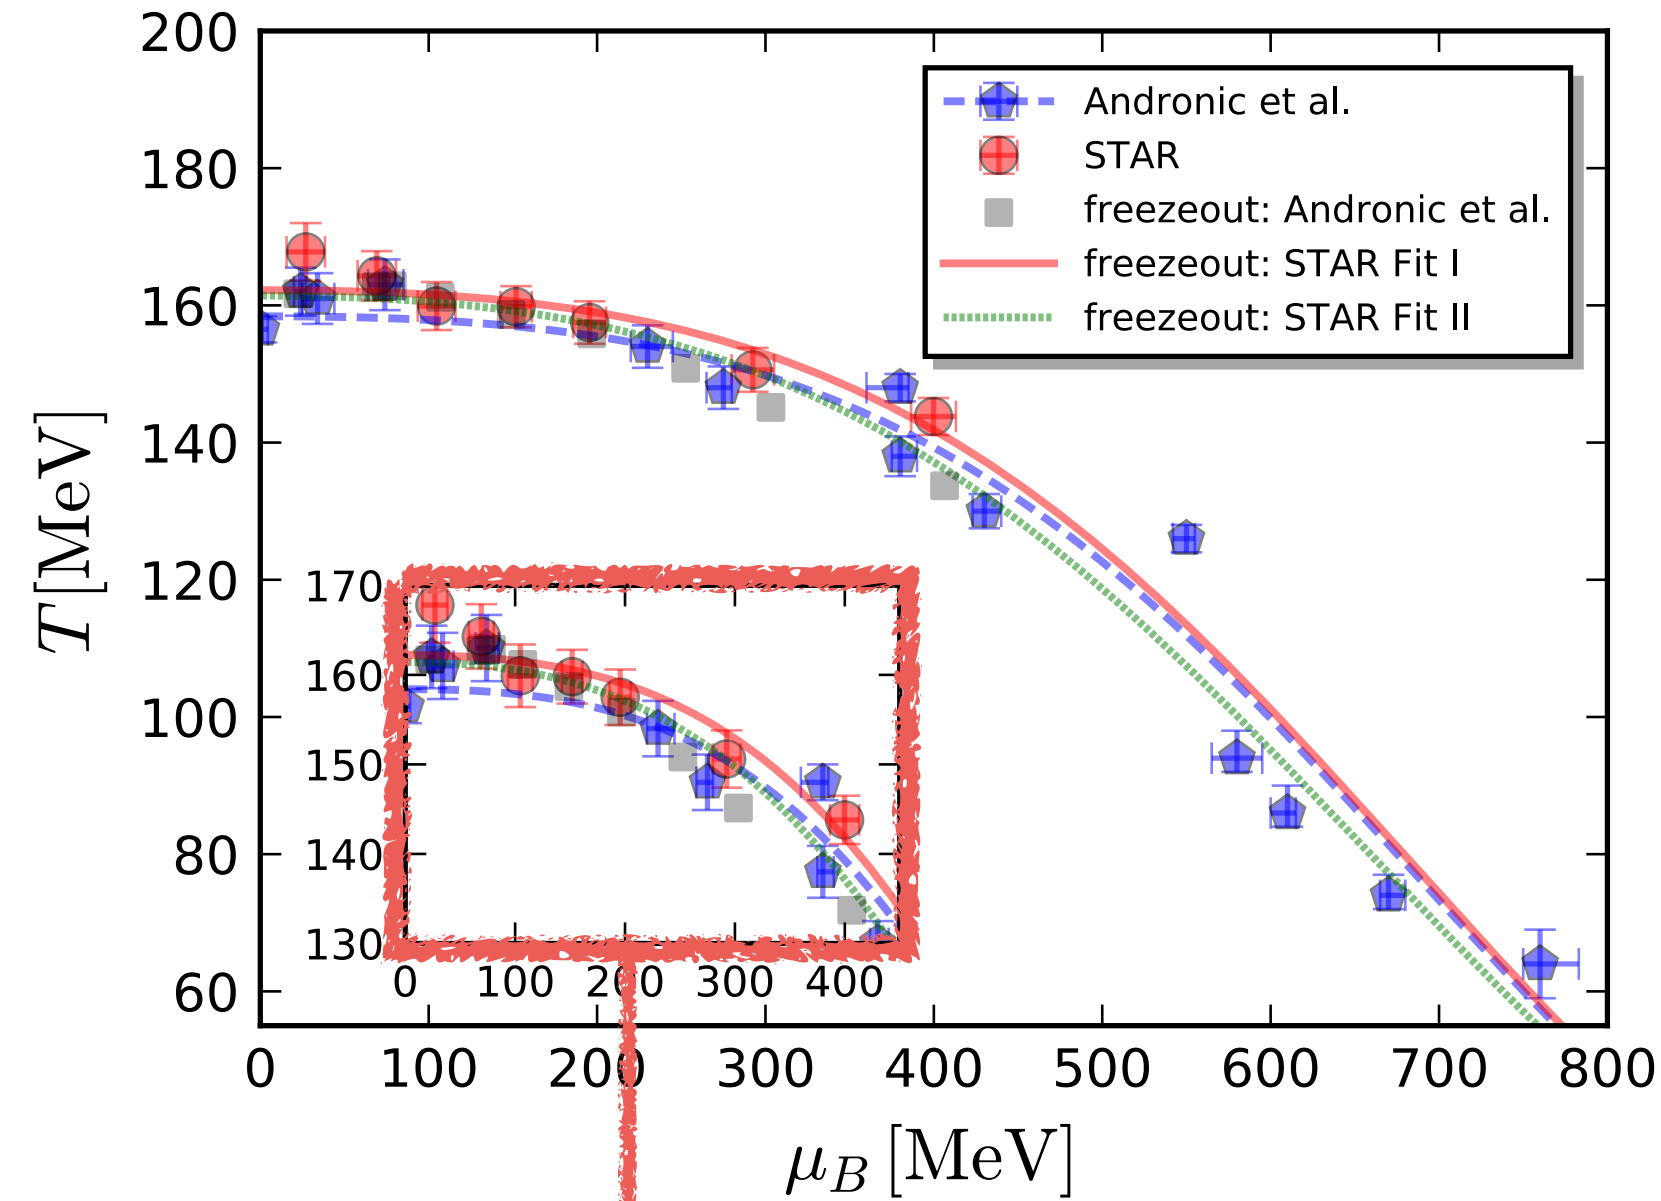 200
180
160
140
120
100
80
60
T [MeV]
Andronic et al.
STAR
freezeout: Andronic et al.
freezeout: STAR Fit I
freezeout: STAR Fit II
170
160
150
140
130
0 100 200 300 400
0 100 200 300 400 500 600 700 800
μ_B [MeV]